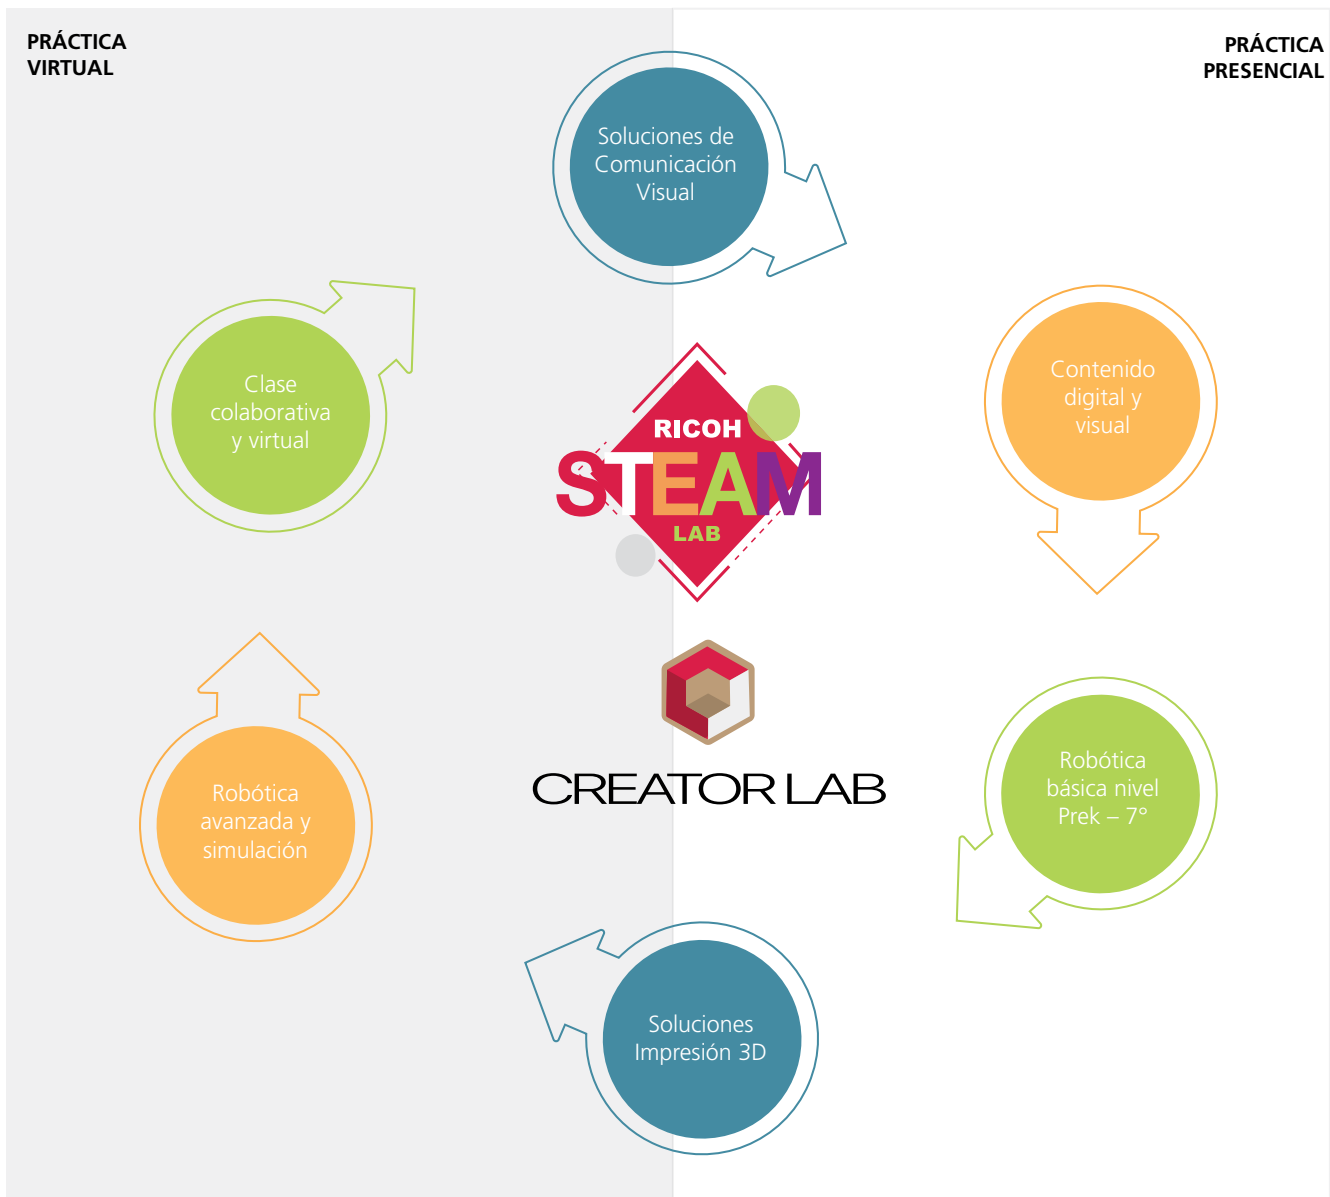 PRÁCTICA
VIRTUAL
PRÁCTICA
PRESENCIAL
Soluciones de
Comunicación
Visual
Clase
colaborativa
y virtual
Contenido
digital y
visual
RICOH
STEAM
LAB
CREATOR LAB
Robótica
avanzada y
simulación
Robótica
básica nivel
Prek – 7°
Soluciones
Impresión 3D